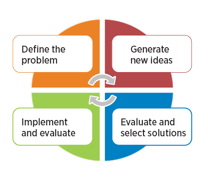 Define the
problem
Generate
new ideas
Implement
and evaluate
Evaluate and
select solutions